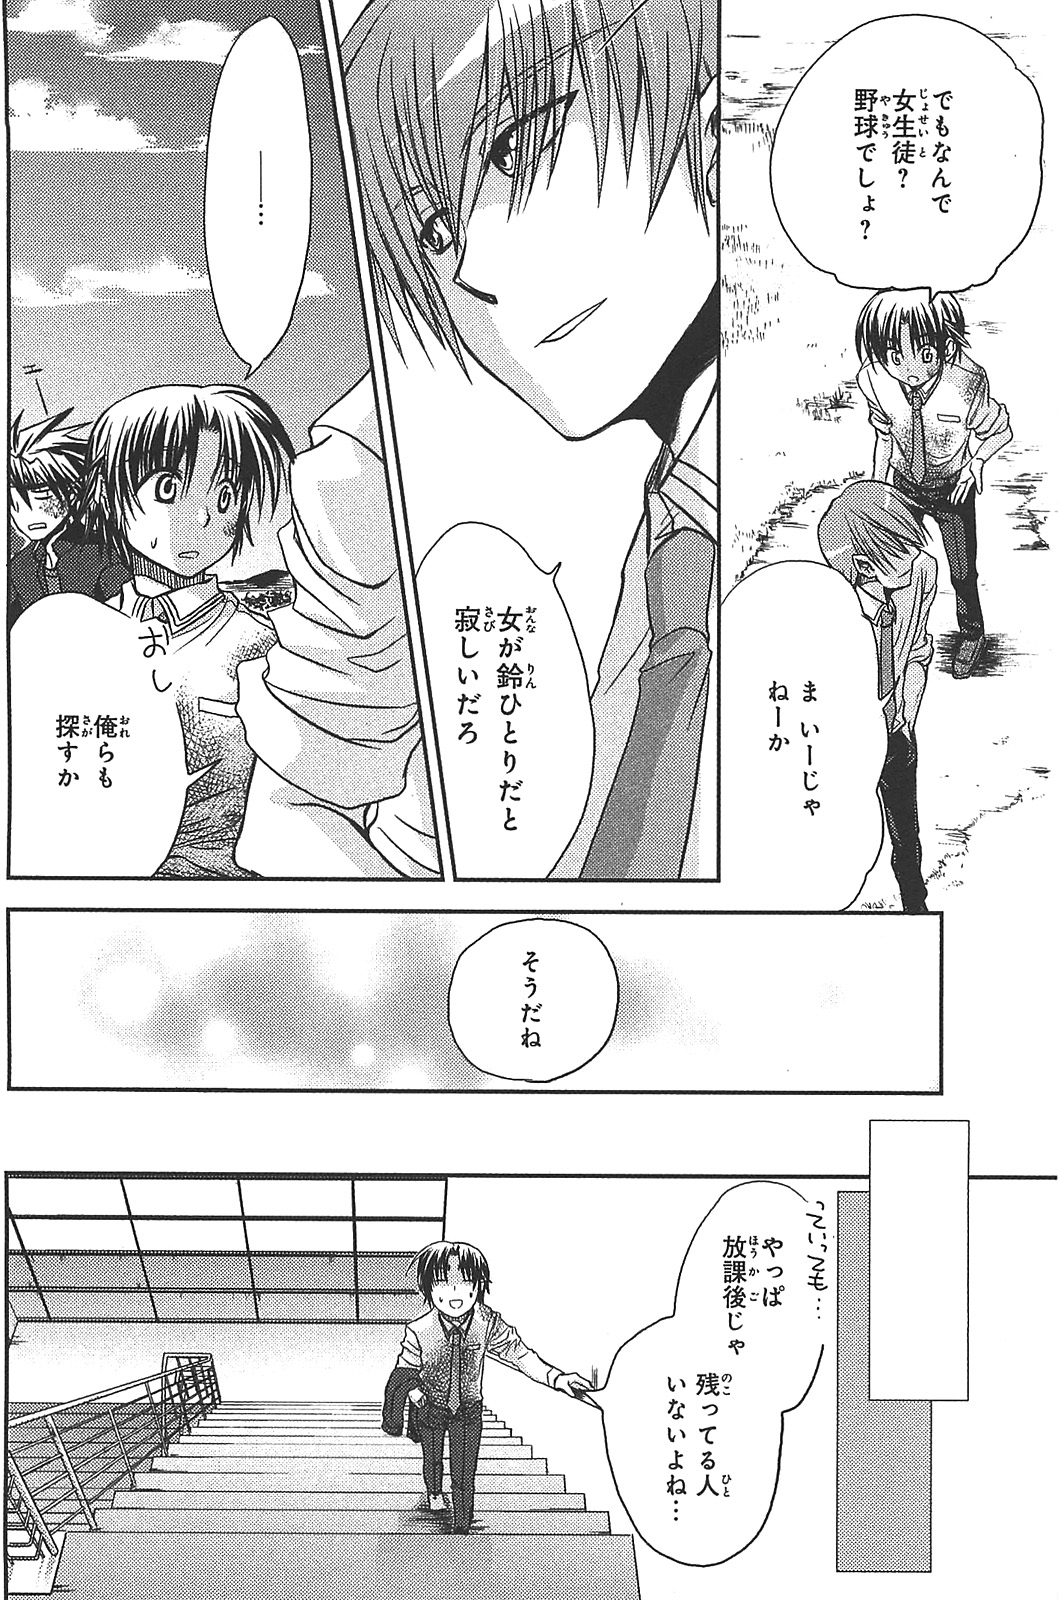 でもなんで
女生徒?
野球でしょ?
ま いーじゃ
ねーか
女が鈴ひとりだと
寂しいだろ
―…
おし
俺らも
探すか
そうだね
っていっても…
やっぱ
放課後じゃ
残ってる人
いないよね…